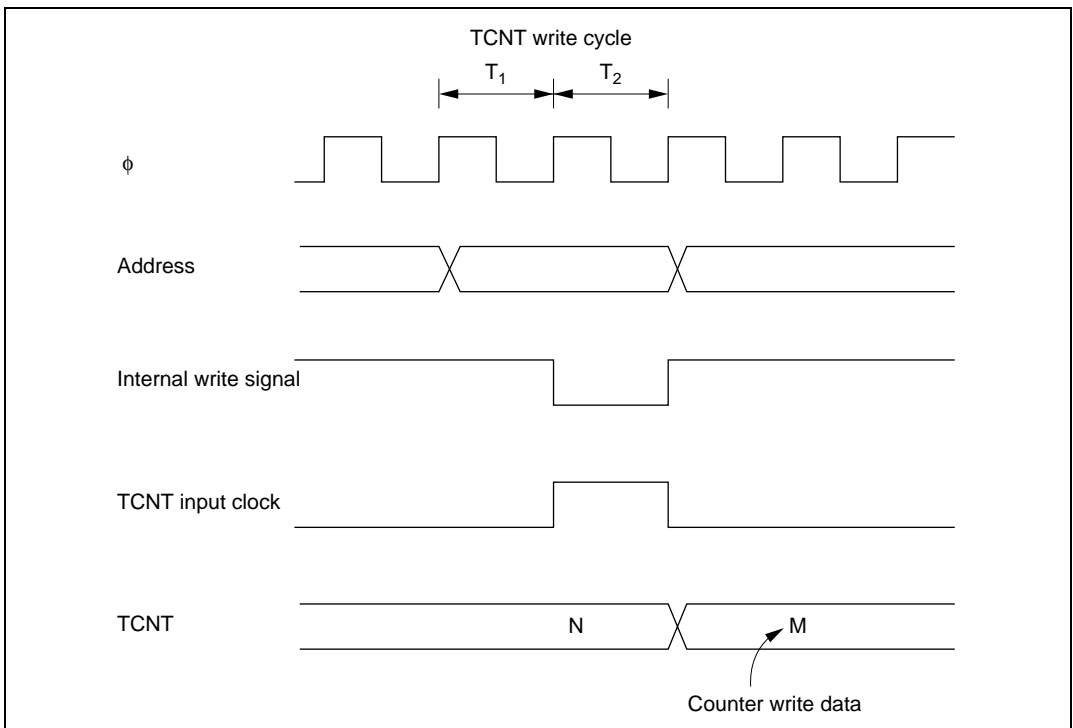 TCNT write cycle
T1 T2
ϕ
Address
Internal write signal
TCNT input clock
TCNT N M
Counter write data